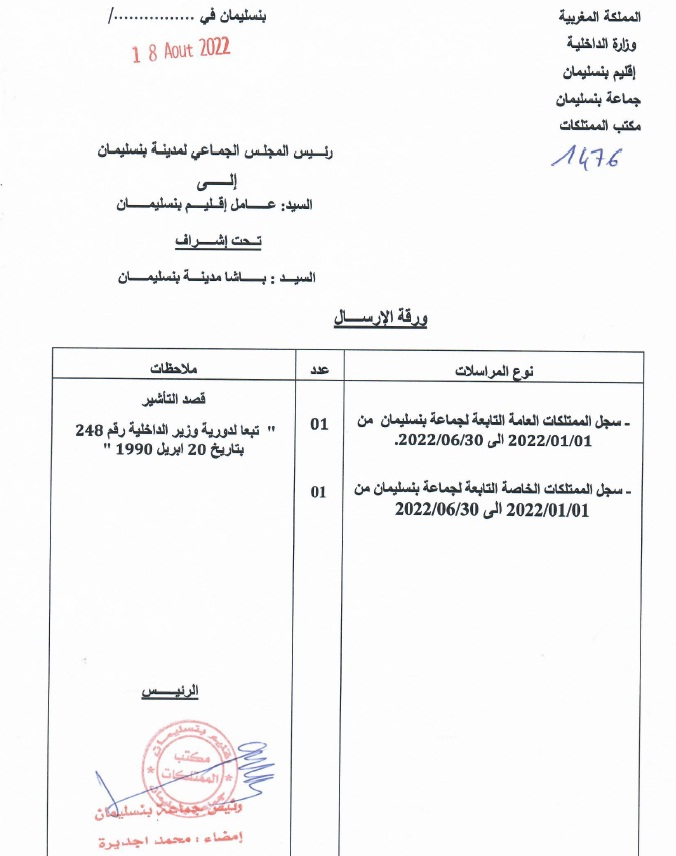 المملكة المغربية
وزارة الداخلية
إقليم بنسليمان
جماعة بنسليمان
مكتب الممتلكات
1476
بنسليمان في ................/
18 Aout 2022
رئيس المجلس الجماعي لمدينة بنسليمان
إلى
السيد: عامل إقليم بنسليمان
تحت إشراف
السيد : باشا مدينة بنسليمان
ورقة الإرسال
نوع المراسلات
عدد
ملاحظات
- سجل الممتلكات العامة التابعة لجماعة بنسليمان من
2022/01/01 الى 2022/06/30.
01
- سجل الممتلكات الخاصة التابعة لجماعة بنسليمان من
2022/01/01 الى 2022/06/30
01
قصد التأشير
" تبعا لدورية وزير الداخلية رقم 248
بتاريخ 20 ابريل 1990 "
الرئيس
إقليم بنسليمان
مكتب
الممتلكات
جماعة بنسليمان
رئيس جماعة بنسليمان
إمضاء : محمد اجديرة